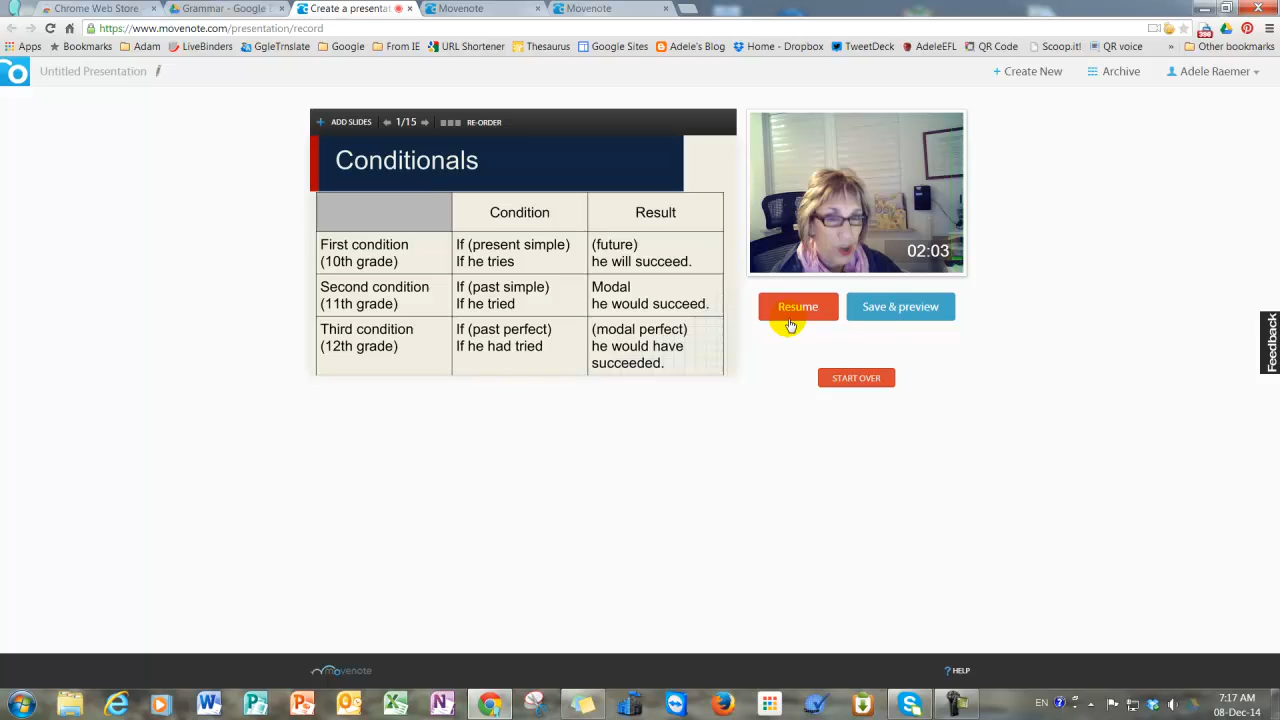 Chrome Web Store
Grammar - Google
Create a presenta
Movenote
Movenote
https://www.movenote.com/presentation/record
Apps
Bookmarks
Adam
LiveBinders
GgleTrnslate
Google
From IE
URL Shortener
Thesaurus
Google Sites
Adele's Blog
Home - Dropbox
TweetDeck
AdeleEFL
QR Code
Scoop.it!
QR voice
»
Other bookmarks
Untitled Presentation
+ Create New
Archive
Adele Raemer
+ ADD SLIDES
1/15
RE-ORDER
Conditionals
Condition
Result
First condition
(10th grade)
If (present simple)
If he tries
(future)
he will succeed.
Second condition
(11th grade)
If (past simple)
If he tried
Modal
he would succeed.
Third condition
(12th grade)
If (past perfect)
If he had tried
(modal perfect)
he would have
succeeded.
02:03
Resume
Save & preview
START OVER
Feedback
movenote
? HELP
EN
7:17 AM
08-Dec-14